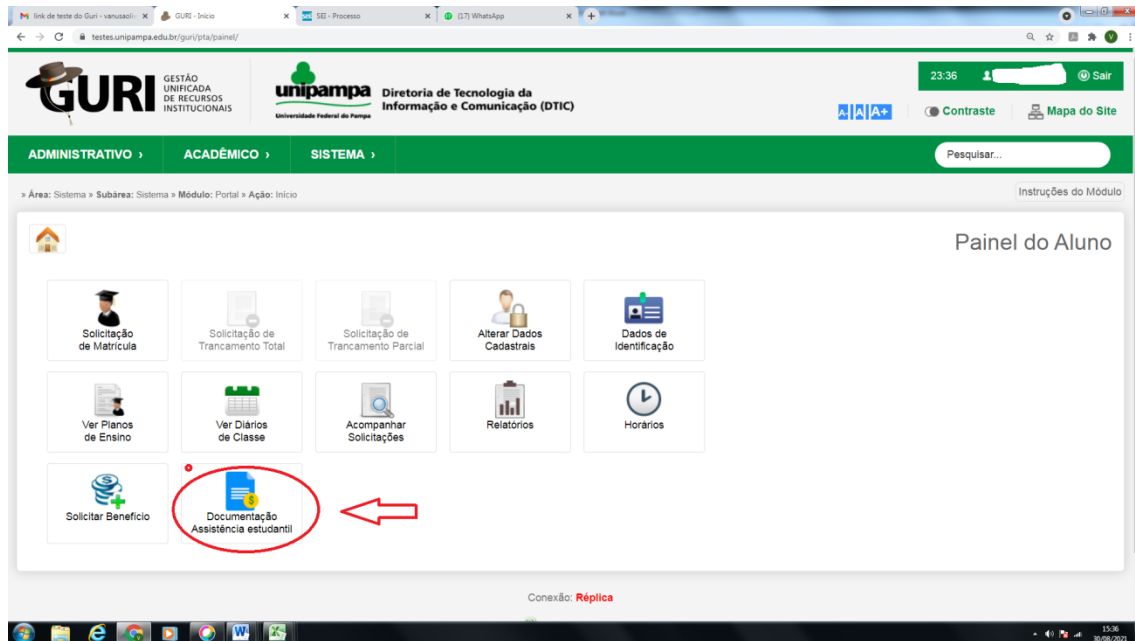 link de teste do Guri - vanusaoliv
GURI - Início
SEI - Processo
(17) WhatsApp
testes.unipampa.edu.br/guri/pta/painel/
GURI
GESTÃO
UNIFICADA
DE RECURSOS
INSTITUCIONAIS
unipampa
Universidade Federal do Pampa
Diretoria de Tecnologia da
Informação e Comunicação (DTIC)
23:36
Sair
A- A A+
Contraste
Mapa do Site
ADMINISTRATIVO › ACADÊMICO › SISTEMA ›
Pesquisar...
» Área: Sistema » Subárea: Sistema » Módulo: Portal » Ação: Início
Instruções do Módulo
Painel do Aluno
Solicitação
de Matrícula
Solicitação de
Trancamento Total
Solicitação de
Trancamento Parcial
Alterar Dados
Cadastrais
Dados de
Identificação
Ver Planos
de Ensino
Ver Diários
de Classe
Acompanhar
Solicitações
Relatórios
Horários
Solicitar Benefício
Documentação
Assistência estudantil
Conexão: Réplica
15:36
30/08/2021